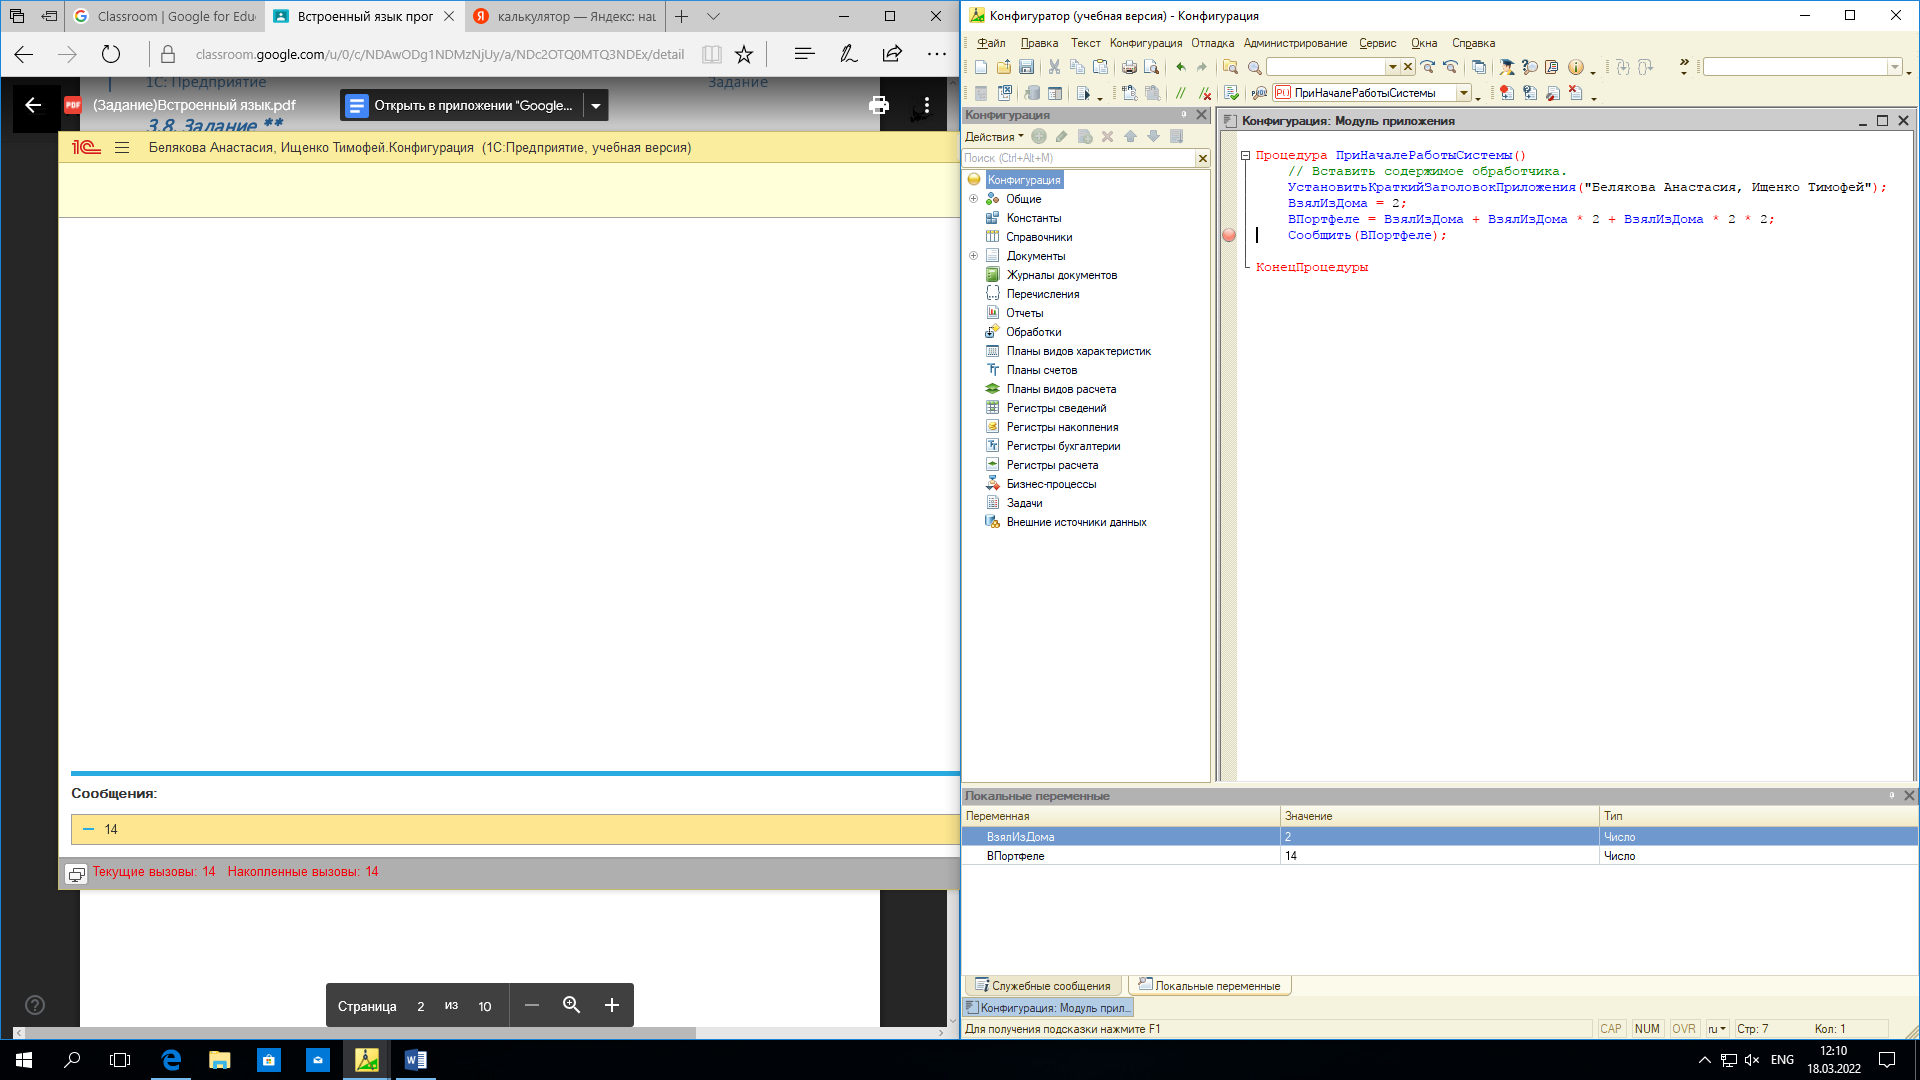 Classroom | Google for Edu
Встроенный язык прог
калькулятор — Яндекс: наш
classroom.google.com/u/0/c/NDAwODg1NDMzNjUy/a/NDc2OTQ0MTQ3NDEx/detail
1С: Предприятие
Задание
PDF
(Задание)Встроенный язык.pdf
Открыть в приложении "Google...
3.8. Задание **
Белякова Анастасия, Ищенко Тимофей.Конфигурация (1С:Предприятие, учебная версия)
Сообщения:
14
Текущие вызовы: 14 Накопленные вызовы: 14
Страница 2 из 10
Конфигуратор (учебная версия) - Конфигурация
Файл Правка Текст Конфигурация Отладка Администрирование Сервис Окна Справка
ПриНачалеРаботыСистемы
Конфигурация
Действия
Поиск (Ctrl+Alt+M)
Конфигурация
Общие
Константы
Справочники
Документы
Журналы документов
Перечисления
Отчеты
Обработки
Планы видов характеристик
Планы счетов
Планы видов расчета
Регистры сведений
Регистры накопления
Регистры бухгалтерии
Регистры расчета
Бизнес-процессы
Задачи
Внешние источники данных
Конфигурация: Модуль приложения
Процедура ПриНачалеРаботыСистемы()
// Вставить содержимое обработчика.
УстановитьКраткийЗаголовокПриложения("Белякова Анастасия, Ищенко Тимофей");
ВзялИзДома = 2;
ВПортфеле = ВзялИзДома + ВзялИзДома * 2 + ВзялИзДома * 2 * 2;
Сообщить(ВПортфеле);
КонецПроцедуры
Локальные переменные
Переменная Значение Тип
ВзялИзДома 2 Число
ВПортфеле 14 Число
Служебные сообщения Локальные переменные
Конфигурация: Модуль прил...
Для получения подсказки нажмите F1
CAP NUM OVR ru Стр: 7 Кол: 1
ENG
12:10
18.03.2022